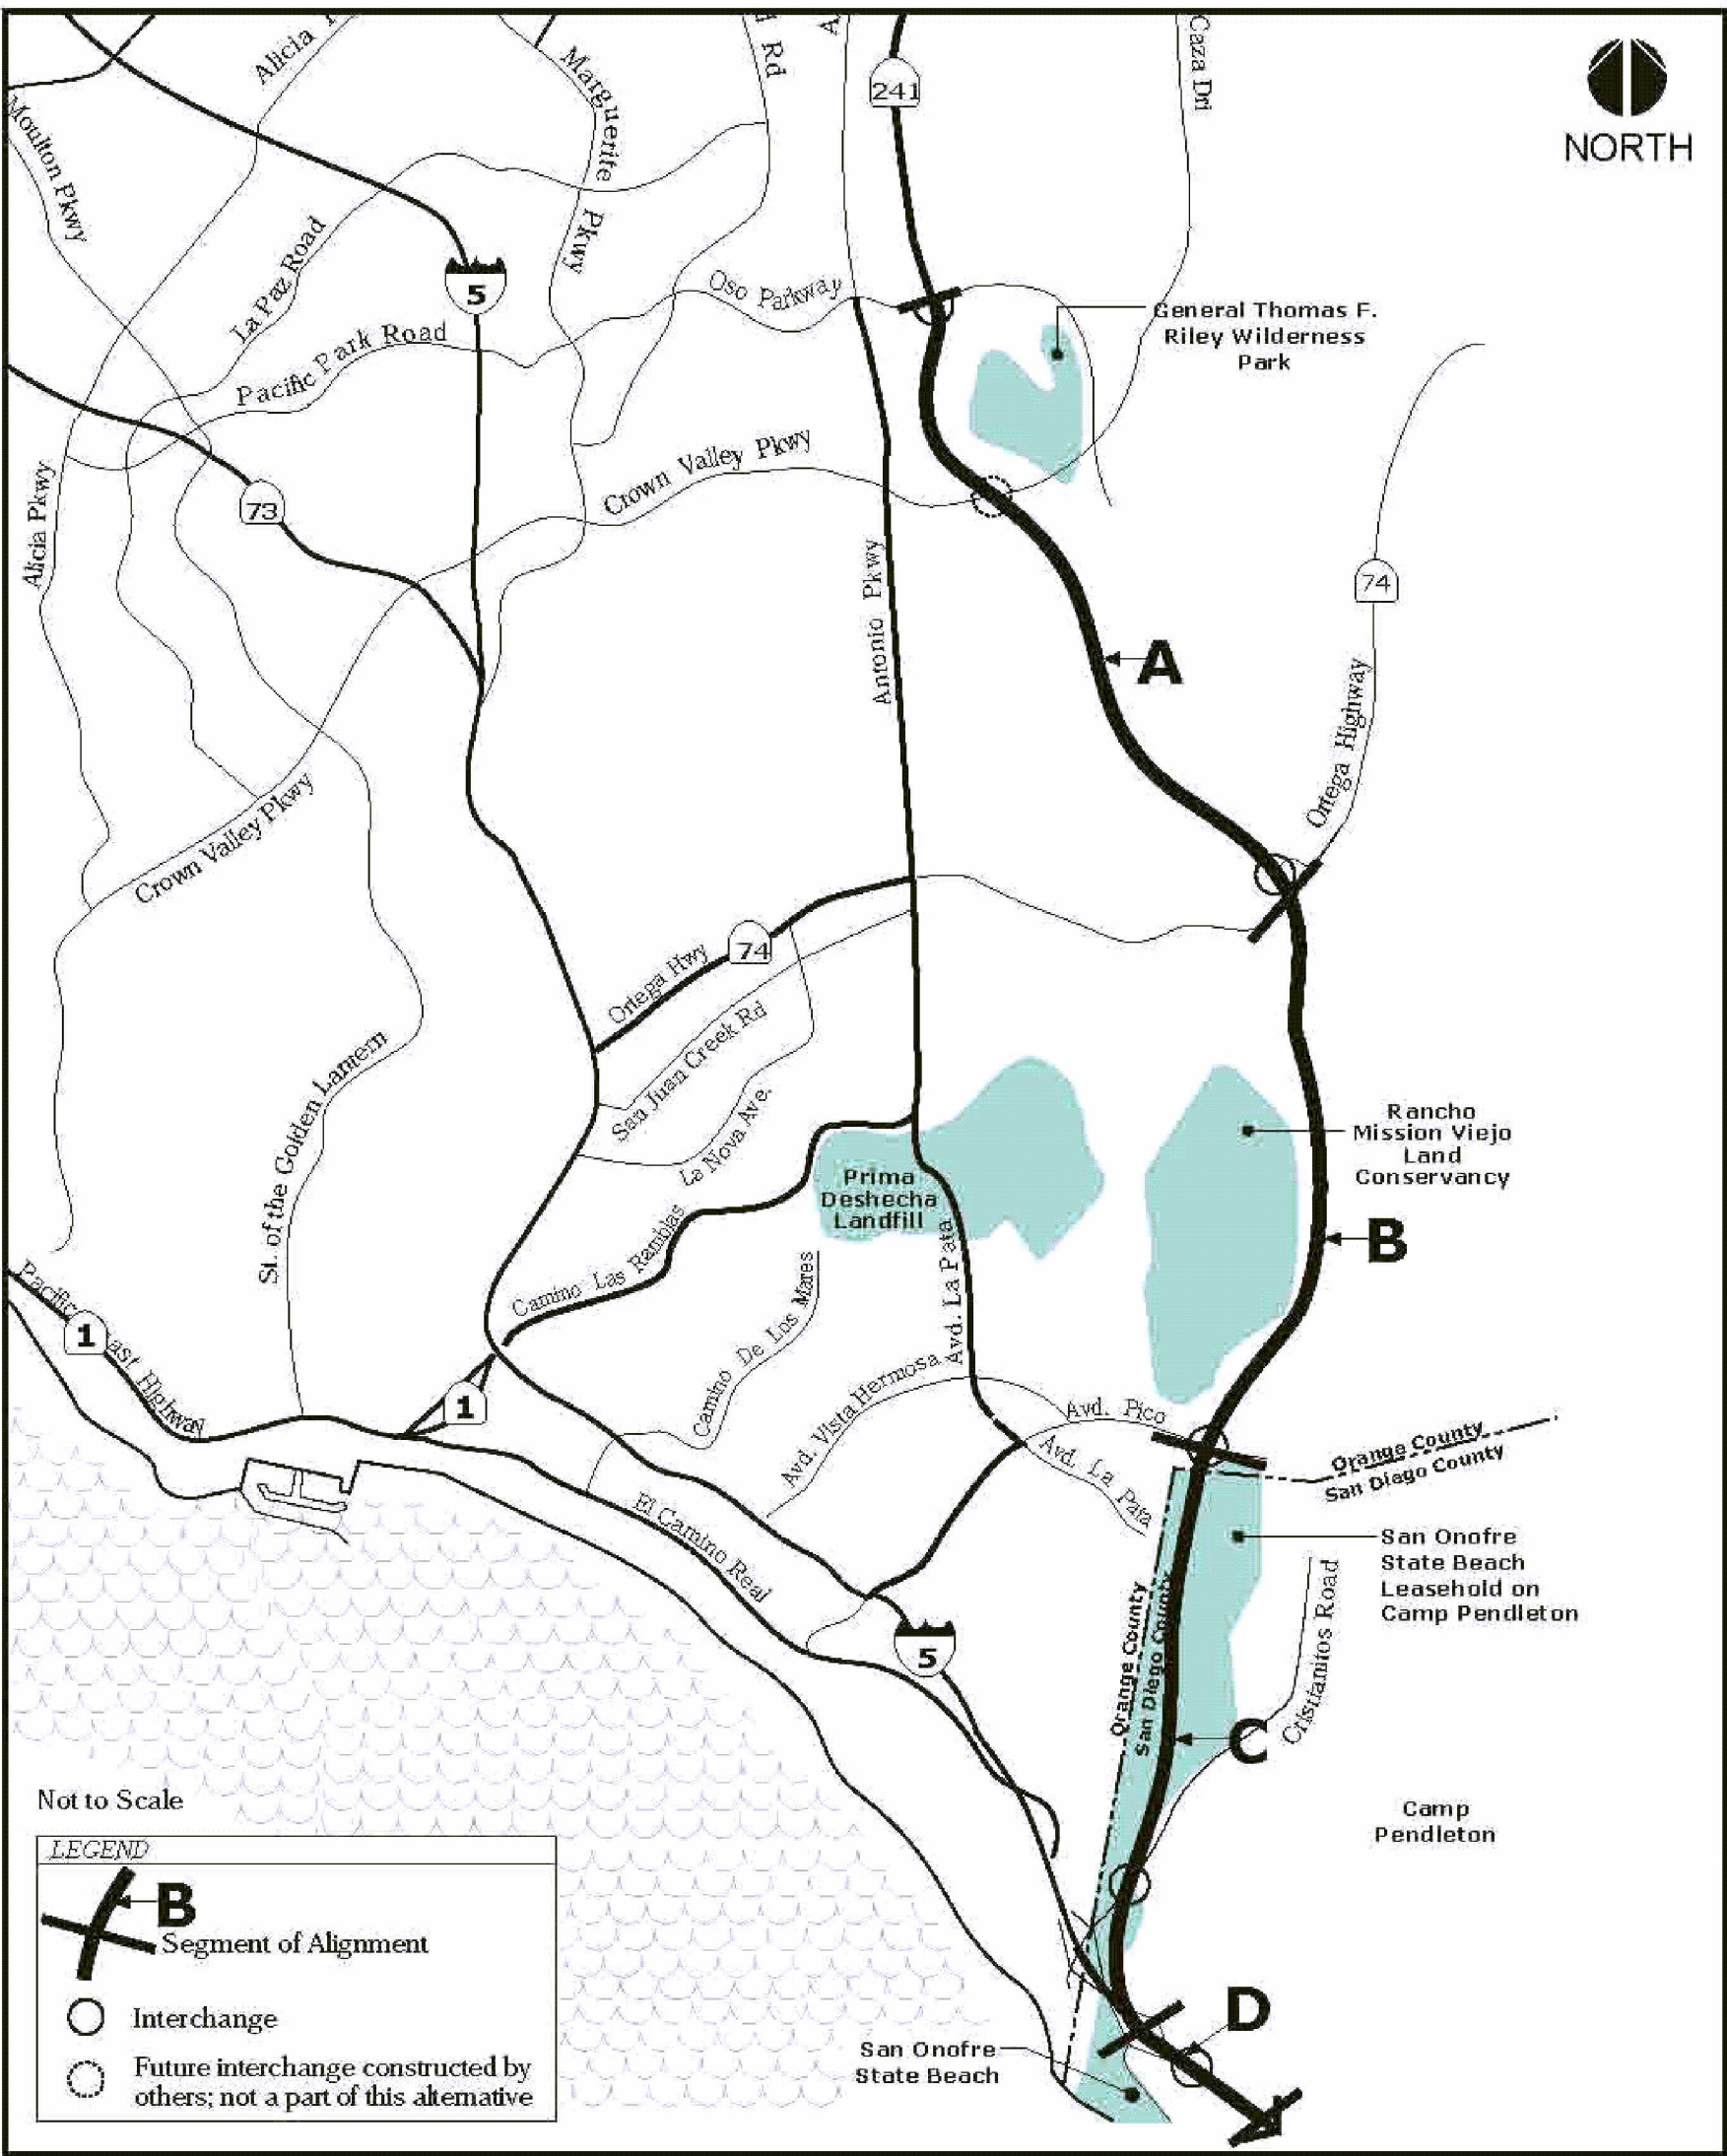 Alicia
Marguerite
Pkwy
Rd
241
Caza Dri
NORTH
Moulton Pkwy
La Paz Road
5
Oso Parkway
General Thomas F.
Riley Wilderness
Park
Pacific Park Road
Crown Valley Pkwy
Alicia Pkwy
73
Antonio Pkwy
74
A
Ortega Highway
Crown Valley Pkwy
Ortega Hwy
74
San Juan Creek Rd
La Nova Ave.
St. of the Golden Lantern
Rancho
Mission Viejo
Land
Conservancy
Prima
Deshecha
Landfill
B
Camino Las Ramblas
Avd. La Pata
Camino De Los Mares
Pacific
1
ast Highway
1
Avd. Vista Hermosa
Avd. Pico
Avd. La Pata
Orange County
San Diego County
El Camino Real
San Onofre
State Beach
Leasehold on
Camp Pendleton
Orange County
San Diego County
Cristianitos Road
5
C
Camp
Pendleton
Not to Scale
LEGEND
B
Segment of Alignment
Interchange
Future interchange constructed by
others; not a part of this alternative
D
San Onofre
State Beach